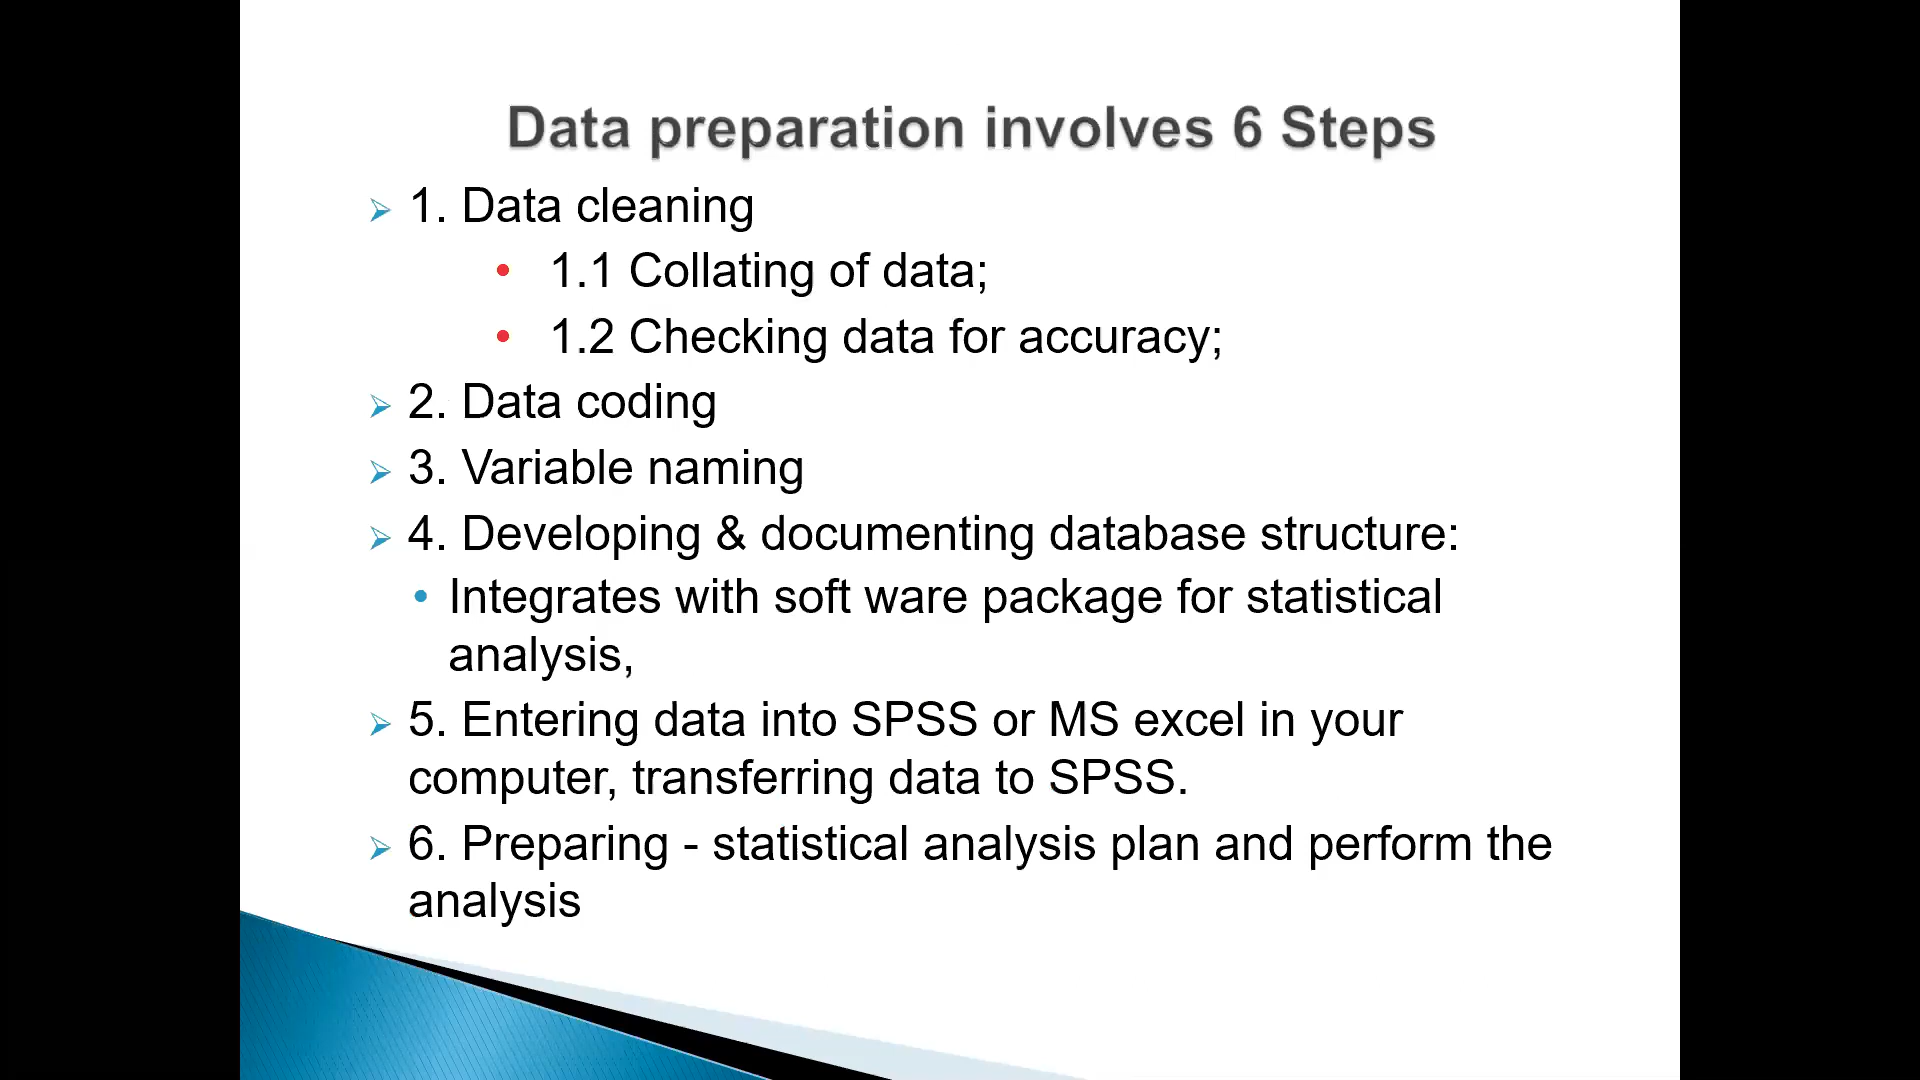 Data preparation involves 6 Steps
1. Data cleaning
1.1 Collating of data;
1.2 Checking data for accuracy;
2. Data coding
3. Variable naming
4. Developing & documenting database structure:
Integrates with soft ware package for statistical
analysis,
5. Entering data into SPSS or MS excel in your
computer, transferring data to SPSS.
6. Preparing - statistical analysis plan and perform the
analysis